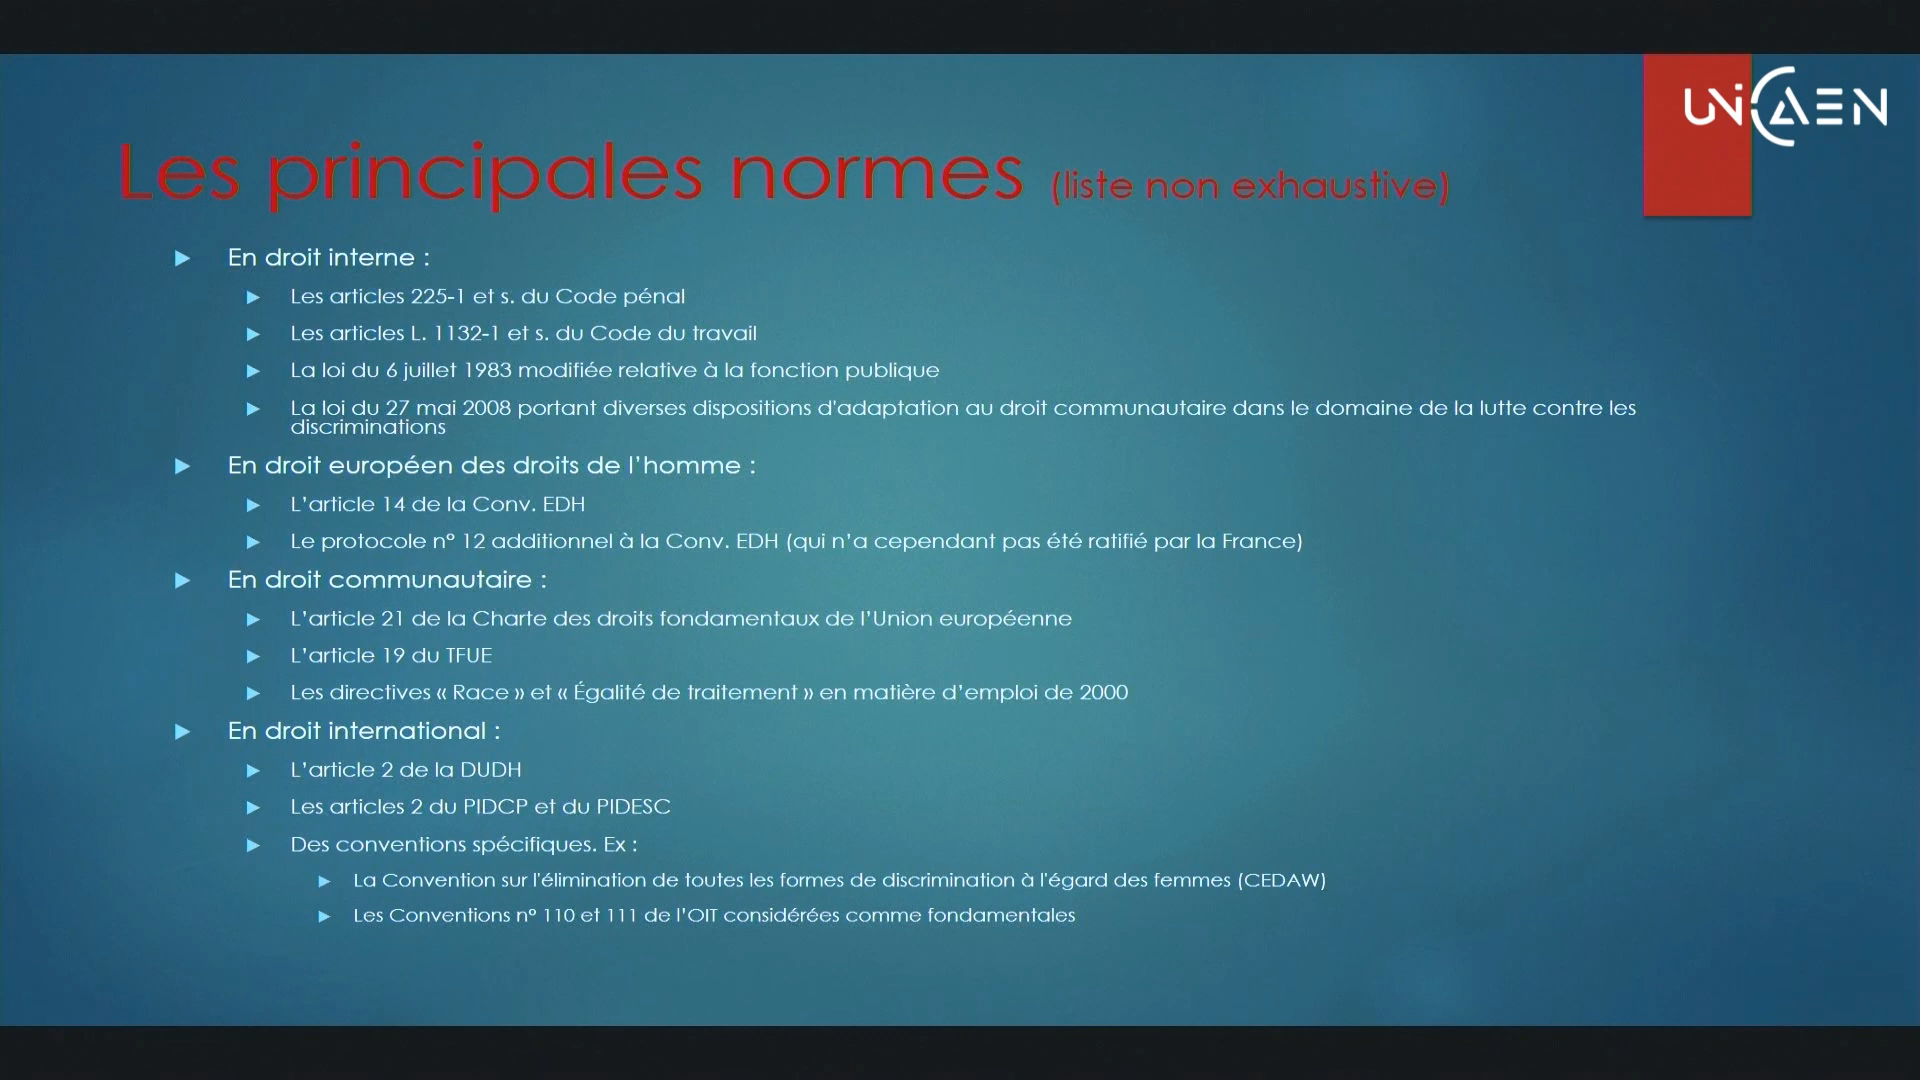 UNICAEN
Les principales normes (liste non exhaustive)
En droit interne :
Les articles 225-1 et s. du Code pénal
Les articles L. 1132-1 et s. du Code du travail
La loi du 6 juillet 1983 modifiée relative à la fonction publique
La loi du 27 mai 2008 portant diverses dispositions d'adaptation au droit communautaire dans le domaine de la lutte contre les
discriminations
En droit européen des droits de l’homme :
L’article 14 de la Conv. EDH
Le protocole n° 12 additionnel à la Conv. EDH (qui n’a cependant pas été ratifié par la France)
En droit communautaire :
L’article 21 de la Charte des droits fondamentaux de l’Union européenne
L’article 19 du TFUE
Les directives « Race » et « Égalité de traitement » en matière d’emploi de 2000
En droit international :
L’article 2 de la DUDH
Les articles 2 du PIDCP et du PIDESC
Des conventions spécifiques. Ex :
La Convention sur l'élimination de toutes les formes de discrimination à l'égard des femmes (CEDAW)
Les Conventions n° 110 et 111 de l’OIT considérées comme fondamentales